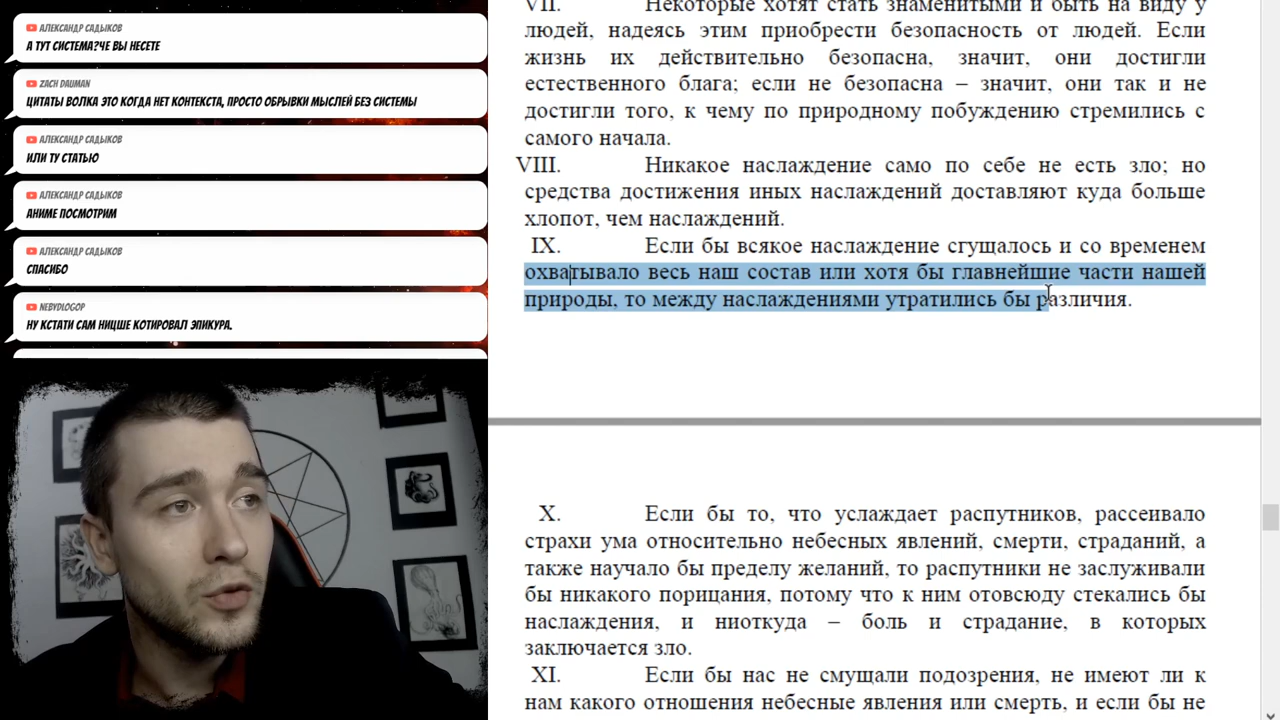 АЛЕКСАНДР САДЫКОВ
А ТУТ СИСТЕМА?ЧЕ ВЫ НЕСЕТЕ
ZACH DAUMAN
ЦИТАТЫ ВОЛКА ЭТО КОГДА НЕТ КОНТЕКСТА, ПРОСТО ОБРЫВКИ МЫСЛЕЙ БЕЗ СИСТЕМЫ
АЛЕКСАНДР САДЫКОВ
ИЛИ ТУ СТАТЬЮ
АЛЕКСАНДР САДЫКОВ
АНИМЕ ПОСМОТРИМ
АЛЕКСАНДР САДЫКОВ
СПАСИБО
NEBYDLOGOP
НУ КСТАТИ САМ НИЦШЕ КОТИРОВАЛ ЭПИКУРА.
VII. Некоторые хотят стать знаменитыми и быть на виду у
людей, надеясь этим приобрести безопасность от людей. Если
жизнь их действительно безопасна, значит, они достигли
естественного блага; если не безопасна – значит, они так и не
достигли того, к чему по природному побуждению стремились с
самого начала.
VIII. Никакое наслаждение само по себе не есть зло; но
средства достижения иных наслаждений доставляют куда больше
хлопот, чем наслаждений.
IX. Если бы всякое наслаждение сгущалось и со временем
охватывало весь наш состав или хотя бы главнейшие части нашей
природы, то между наслаждениями утратились бы различия.
X. Если бы то, что услаждает распутников, рассеивало
страхи ума относительно небесных явлений, смерти, страданий, а
также научало бы пределу желаний, то распутники не заслуживали
бы никакого порицания, потому что к ним отовсюду стекались бы
наслаждения, и ниоткуда – боль и страдание, в которых
заключается зло.
XI. Если бы нас не смущали подозрения, не имеют ли к
нам какого отношения небесные явления или смерть, и если бы не